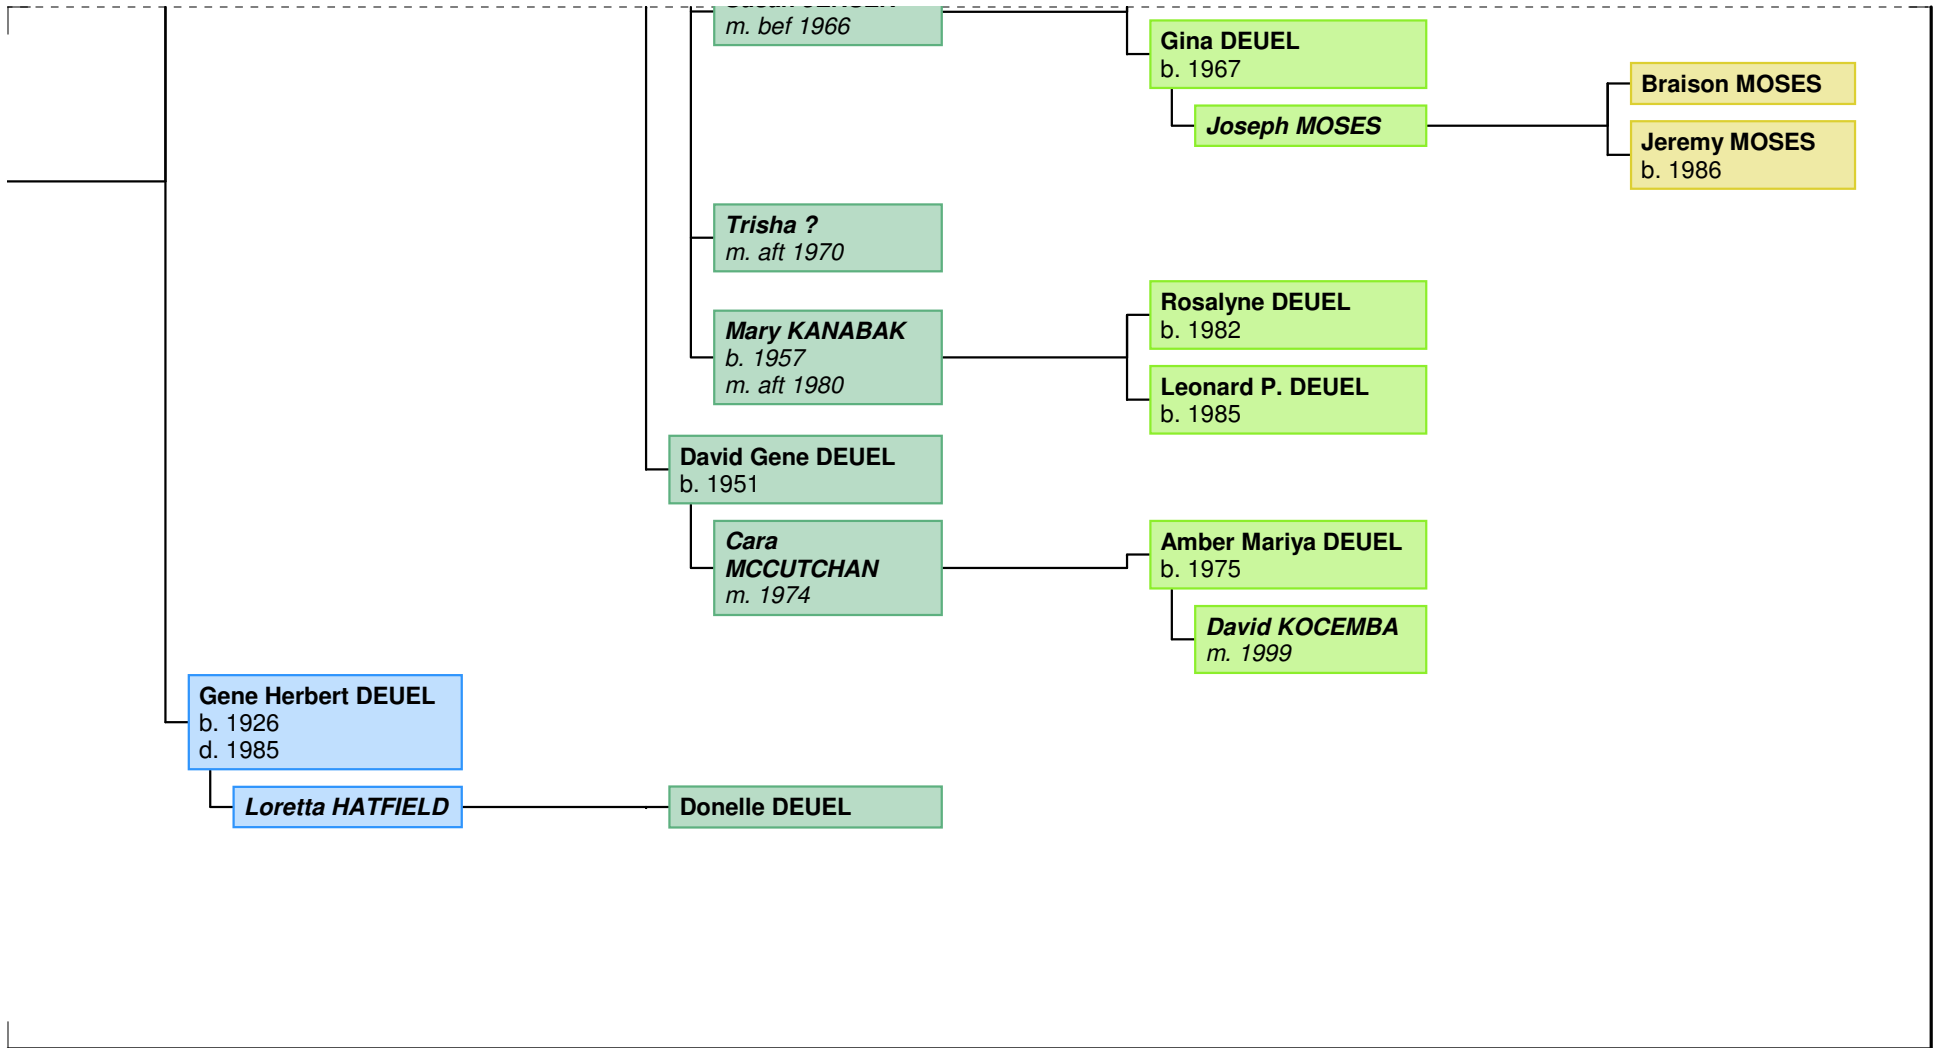 m. bef 1966
Gina DEUEL
b. 1967
Joseph MOSES
Braison MOSES
Jeremy MOSES
b. 1986
Trisha ?
m. aft 1970
Mary KANABAK
b. 1957
m. aft 1980
Rosalyne DEUEL
b. 1982
Leonard P. DEUEL
b. 1985
David Gene DEUEL
b. 1951
Cara
MCCUTCHAN
m. 1974
Amber Mariya DEUEL
b. 1975
David KOCEMBA
m. 1999
Gene Herbert DEUEL
b. 1926
d. 1985
Loretta HATFIELD
Donelle DEUEL